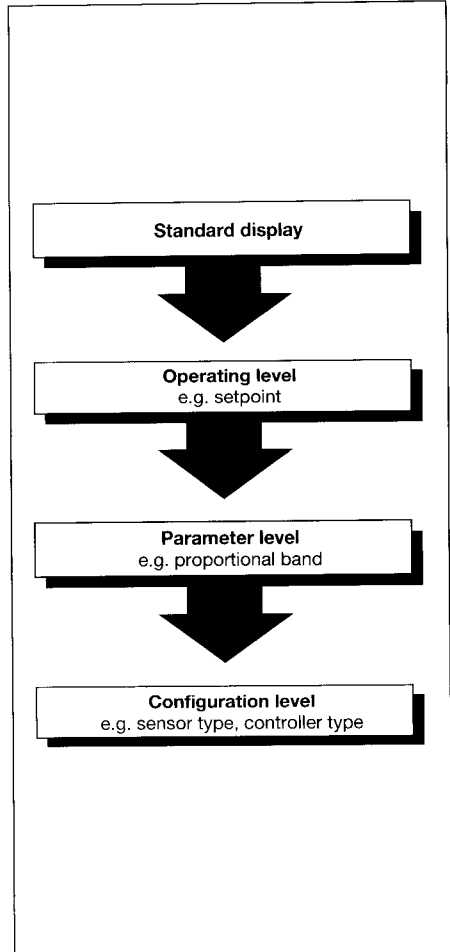 Standard display
Operating level
e.g. setpoint
Parameter level
e.g. proportional band
Configuration level
e.g. sensor type, controller type